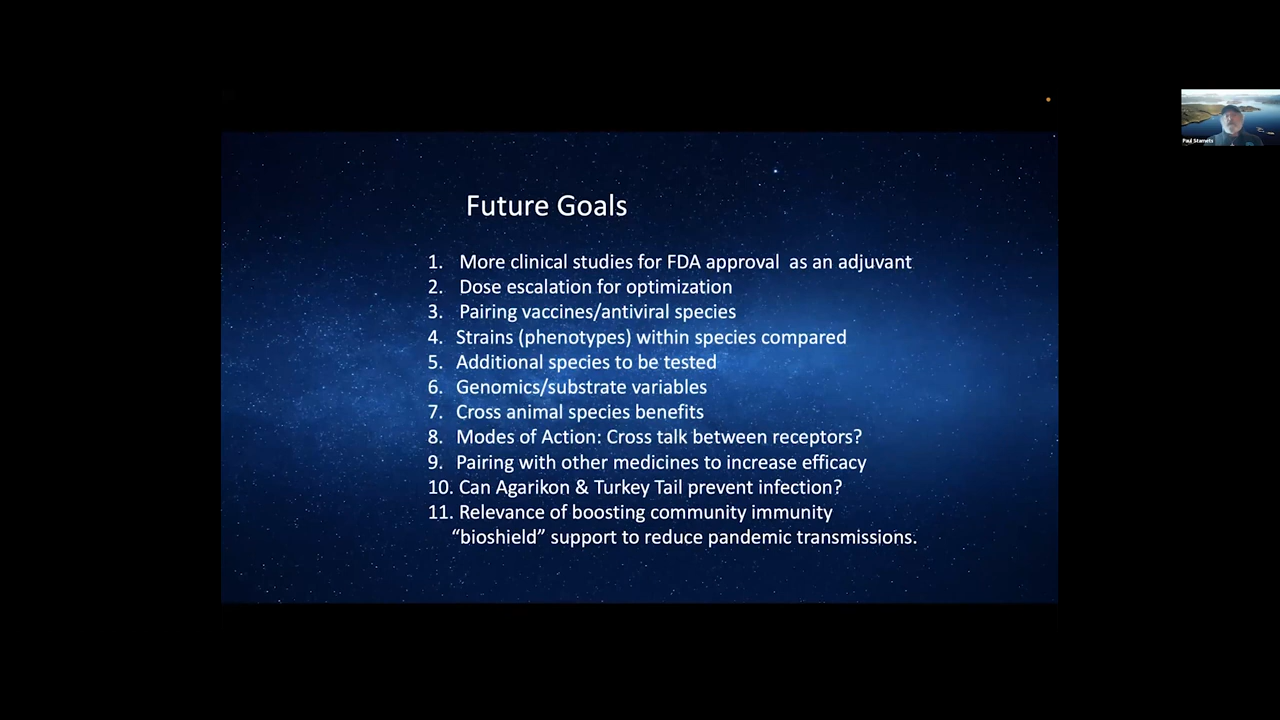 Future Goals
1. More clinical studies for FDA approval as an adjuvant
2. Dose escalation for optimization
3. Pairing vaccines/antiviral species
4. Strains (phenotypes) within species compared
5. Additional species to be tested
6. Genomics/substrate variables
7. Cross animal species benefits
8. Modes of Action: Cross talk between receptors?
9. Pairing with other medicines to increase efficacy
10. Can Agarikon & Turkey Tail prevent infection?
11. Relevance of boosting community immunity
“bioshield” support to reduce pandemic transmissions.
Paul Stamets